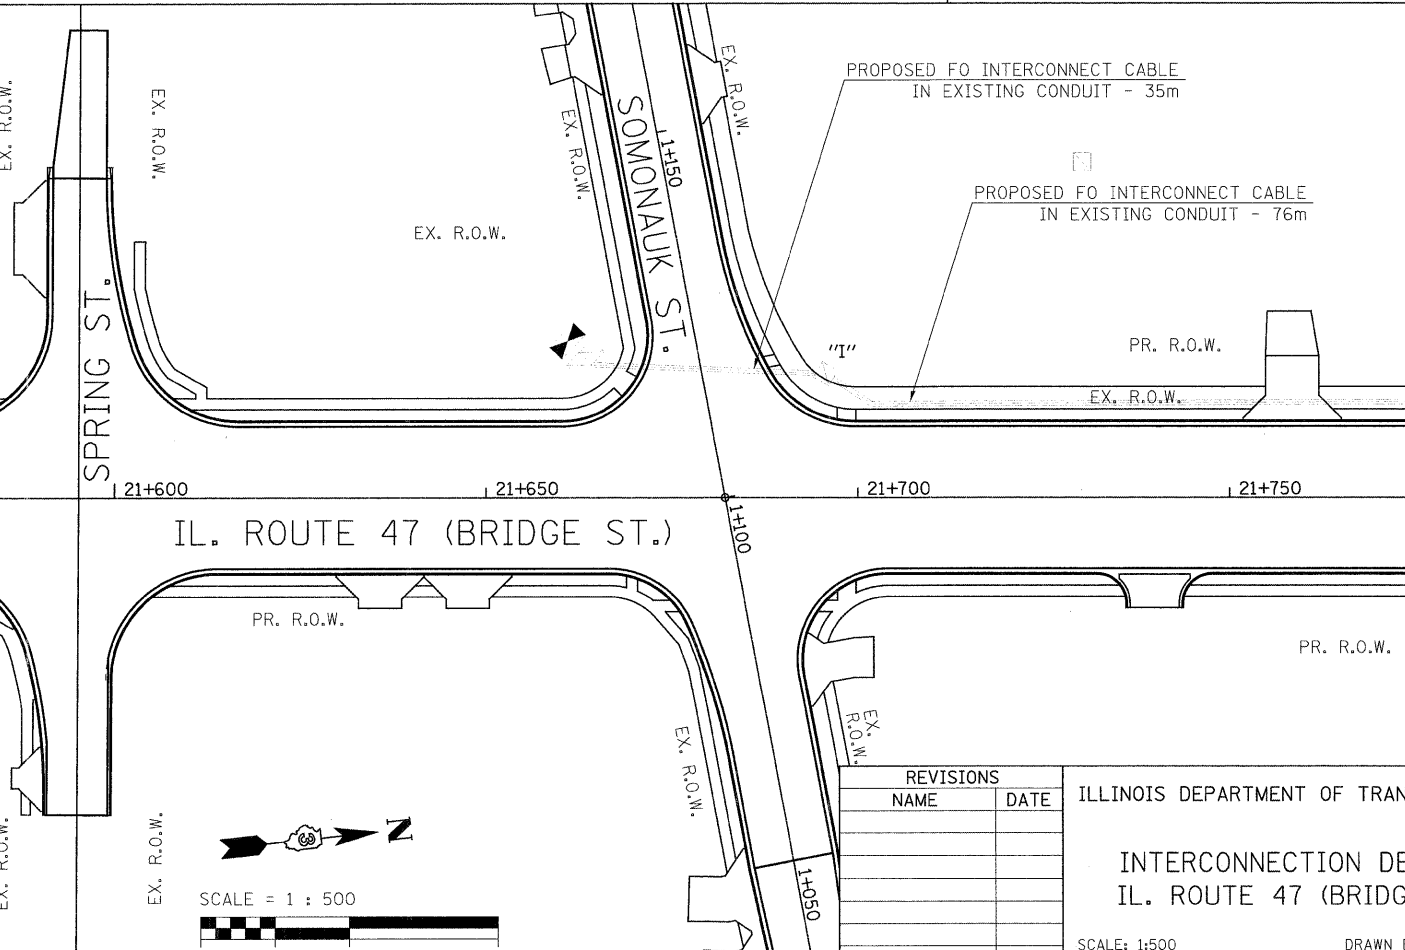 PROPOSED FO INTERCONNECT CABLE
IN EXISTING CONDUIT - 35m
PROPOSED FO INTERCONNECT CABLE
IN EXISTING CONDUIT - 76m
EX. R.O.W.
EX. R.O.W.
EX. R.O.W.
EX. R.O.W.
EX. R.O.W.
SOMONAUK ST.
1+150
SPRING ST.
"I"
PR. R.O.W.
EX. R.O.W.
21+600
21+650
21+700
21+750
1+100
IL. ROUTE 47 (BRIDGE ST.)
PR. R.O.W.
PR. R.O.W.
EX. R.O.W.
EX.
R.O.W.
EX. R.O.W.
EX. R.O.W.
3
N
SCALE = 1 : 500
1+050
REVISIONS
NAME DATE
ILLINOIS DEPARTMENT OF TRAN
INTERCONNECTION DE
IL. ROUTE 47 (BRIDG
SCALE: 1:500
DRAWN